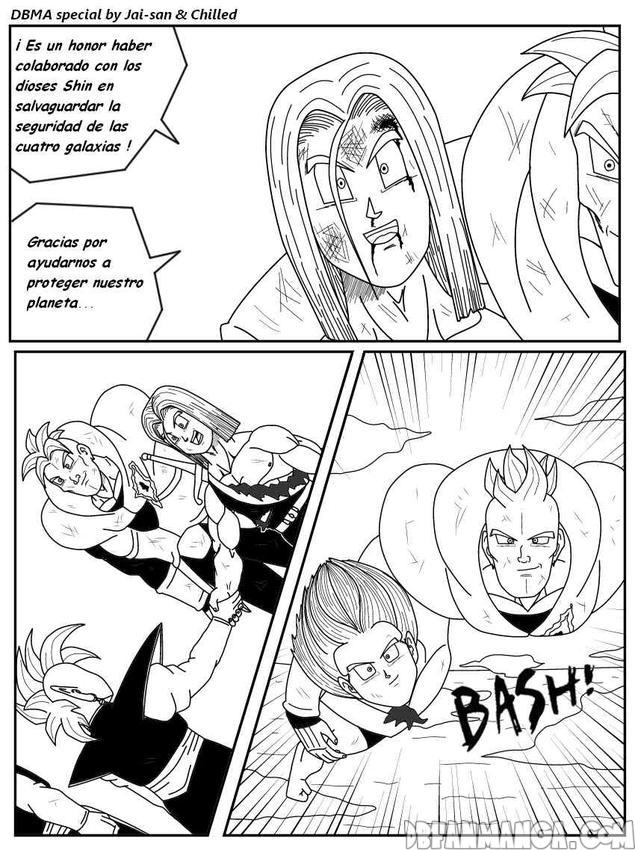 DBMA special by Jai-san & Chilled
¡ Es un honor haber
colaborado con los
dioses Shin en
salvaguardar la
seguridad de las
cuatro galaxias !
Gracias por
ayudarnos a
proteger nuestro
planeta...
BASH!
DBFANMANGA.COM